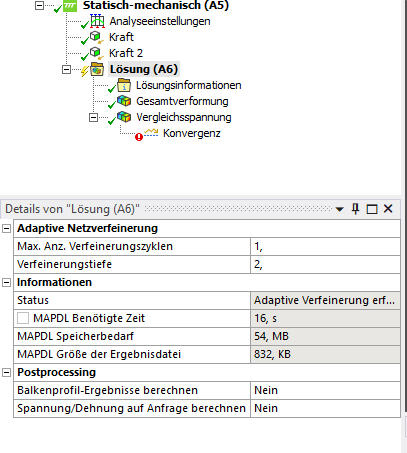 Statisch-mechanisch (A5)
Analyseeinstellungen
Kraft
Kraft 2
Lösung (A6)
Lösungsinformationen
Gesamtverformung
Vergleichsspannung
Konvergenz
Details von "Lösung (A6)"
Adaptive Netzverfeinerung
Max. Anz. Verfeinerungszyklen 1,
Verfeinerungstiefe 2,
Informationen
Status Adaptive Verfeinerung erf...
MAPDL Benötigte Zeit 16, s
MAPDL Speicherbedarf 54, MB
MAPDL Größe der Ergebnisdatei 832, KB
Postprocessing
Balkenprofil-Ergebnisse berechnen Nein
Spannung/Dehnung auf Anfrage berechnen Nein